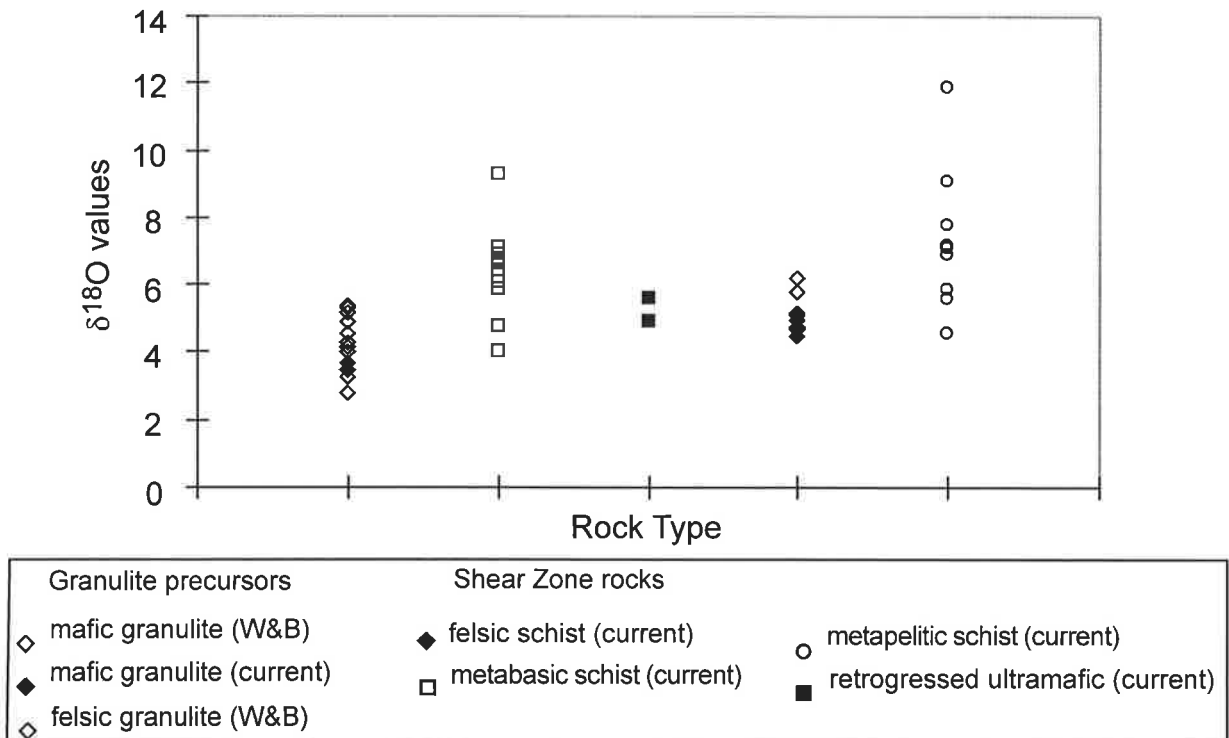 14
12
10
8
6
4
2
0
δ18O values
Rock Type
Granulite precursors
Shear Zone rocks
mafic granulite (W&B)
felsic schist (current)
metapelitic schist (current)
mafic granulite (current)
metabasic schist (current)
retrogressed ultramafic (current)
felsic granulite (W&B)